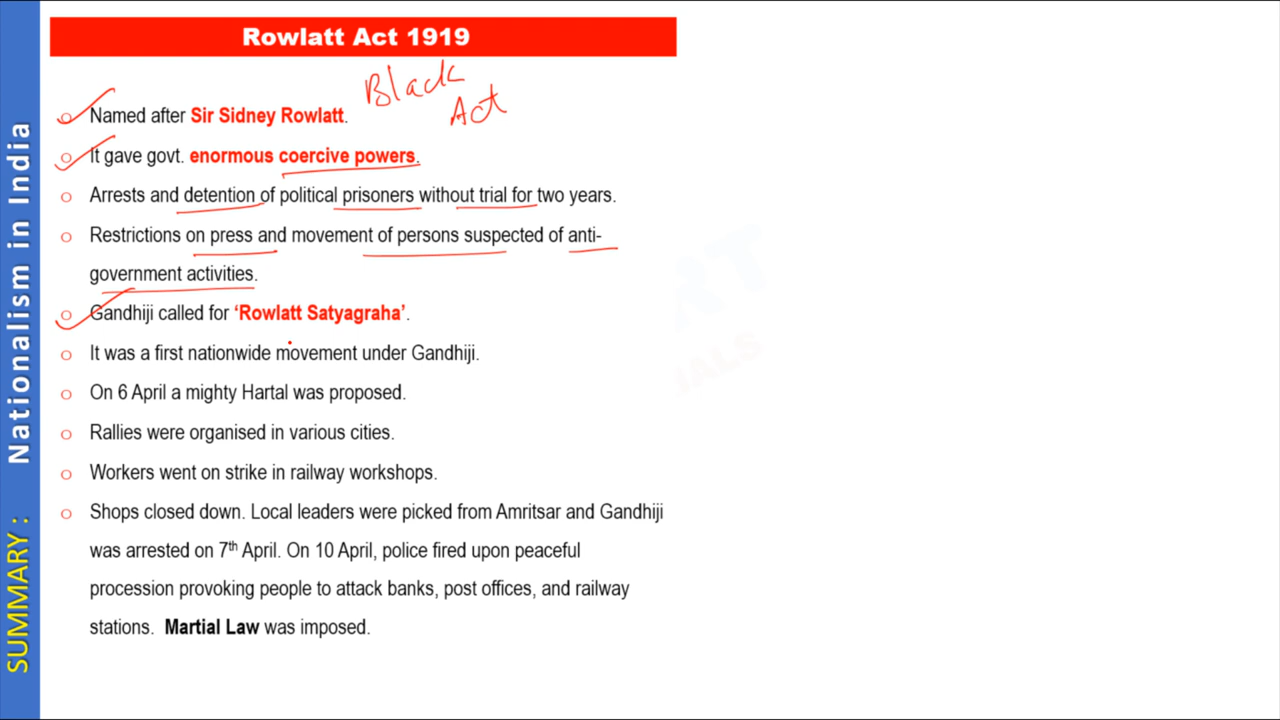 Rowlatt Act 1919
Black
Act
o Named after Sir Sidney Rowlatt.
o It gave govt. enormous coercive powers.
o Arrests and detention of political prisoners without trial for two years.
o Restrictions on press and movement of persons suspected of anti-
government activities.
o Gandhiji called for ‘Rowlatt Satyagraha’.
o It was a first nationwide movement under Gandhiji.
o On 6 April a mighty Hartal was proposed.
o Rallies were organised in various cities.
o Workers went on strike in railway workshops.
o Shops closed down. Local leaders were picked from Amritsar and Gandhiji
was arrested on 7th April. On 10 April, police fired upon peaceful
procession provoking people to attack banks, post offices, and railway
stations. Martial Law was imposed.
SUMMARY : Nationalism in India